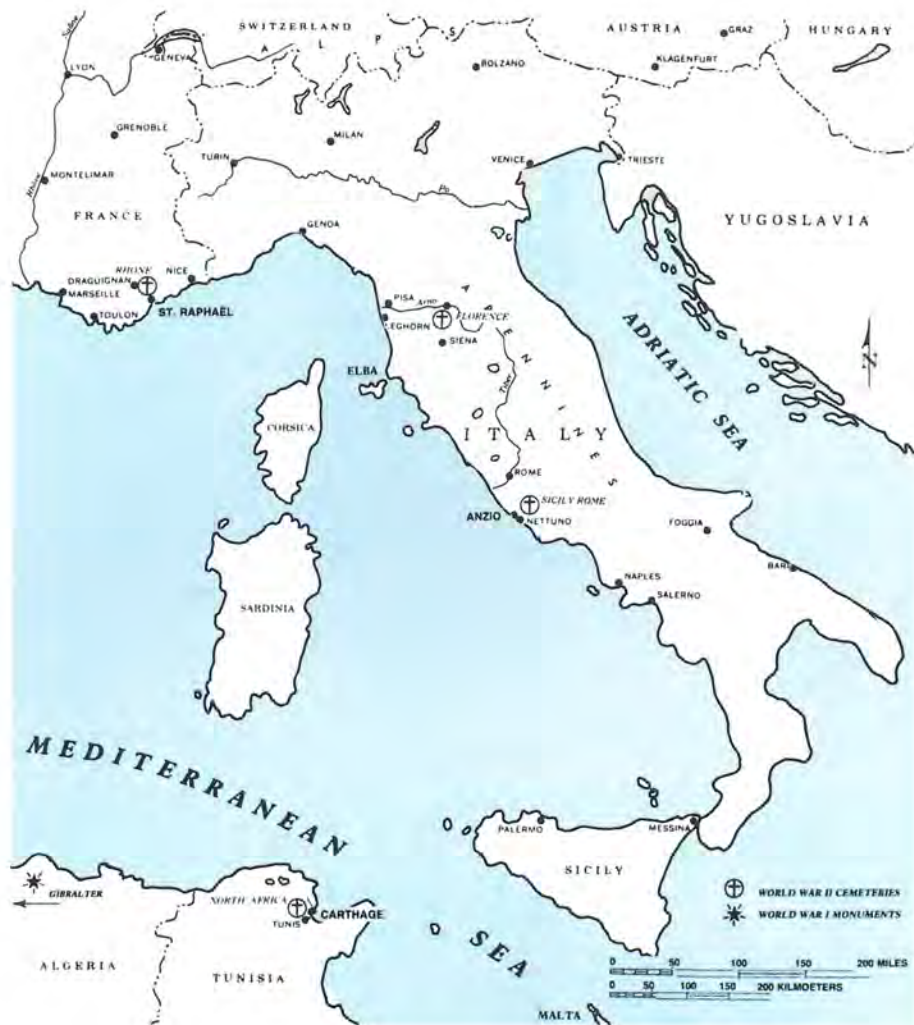 SWITZERLAND
AUSTRIA
GRAZ
HUNGARY
Saône
A L P S
GENEVA
LYON
BOLZANO
KLAGENFURT
GRENOBLE
MILAN
TURIN
VENICE
TRIESTE
MONTELIMAR
Rhône
Po
FRANCE
GENOA
YUGOSLAVIA
RHONE
NICE
DRAGUIGNAN
MARSEILLE
ST. RAPHAËL
TOULON
PISA
Arno
FLORENCE
LEGHORN
SIENA
APENNINES
ADRIATIC SEA
N
ELBA
Tiber
CORSICA
ITALY
ROME
SICILY ROME
ANZIO
NETTUNO
FOGGIA
BARI
NAPLES
SALERNO
SARDINIA
MEDITERRANEAN
SEA
PALERMO
MESSINA
SICILY
GIBRALTER
NORTH AFRICA
CARTHAGE
TUNIS
ALGERIA
TUNISIA
MALTA
WORLD WAR II CEMETERIES
WORLD WAR I MONUMENTS
0 50 100 150 200 MILES
0 50 100 150 200 KILMOETERS